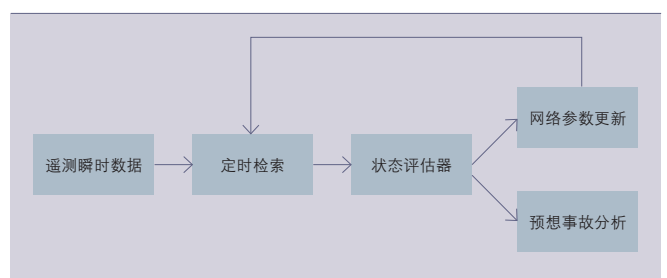 遥测瞬时数据
定时检索
状态评估器
网络参数更新
预想事故分析